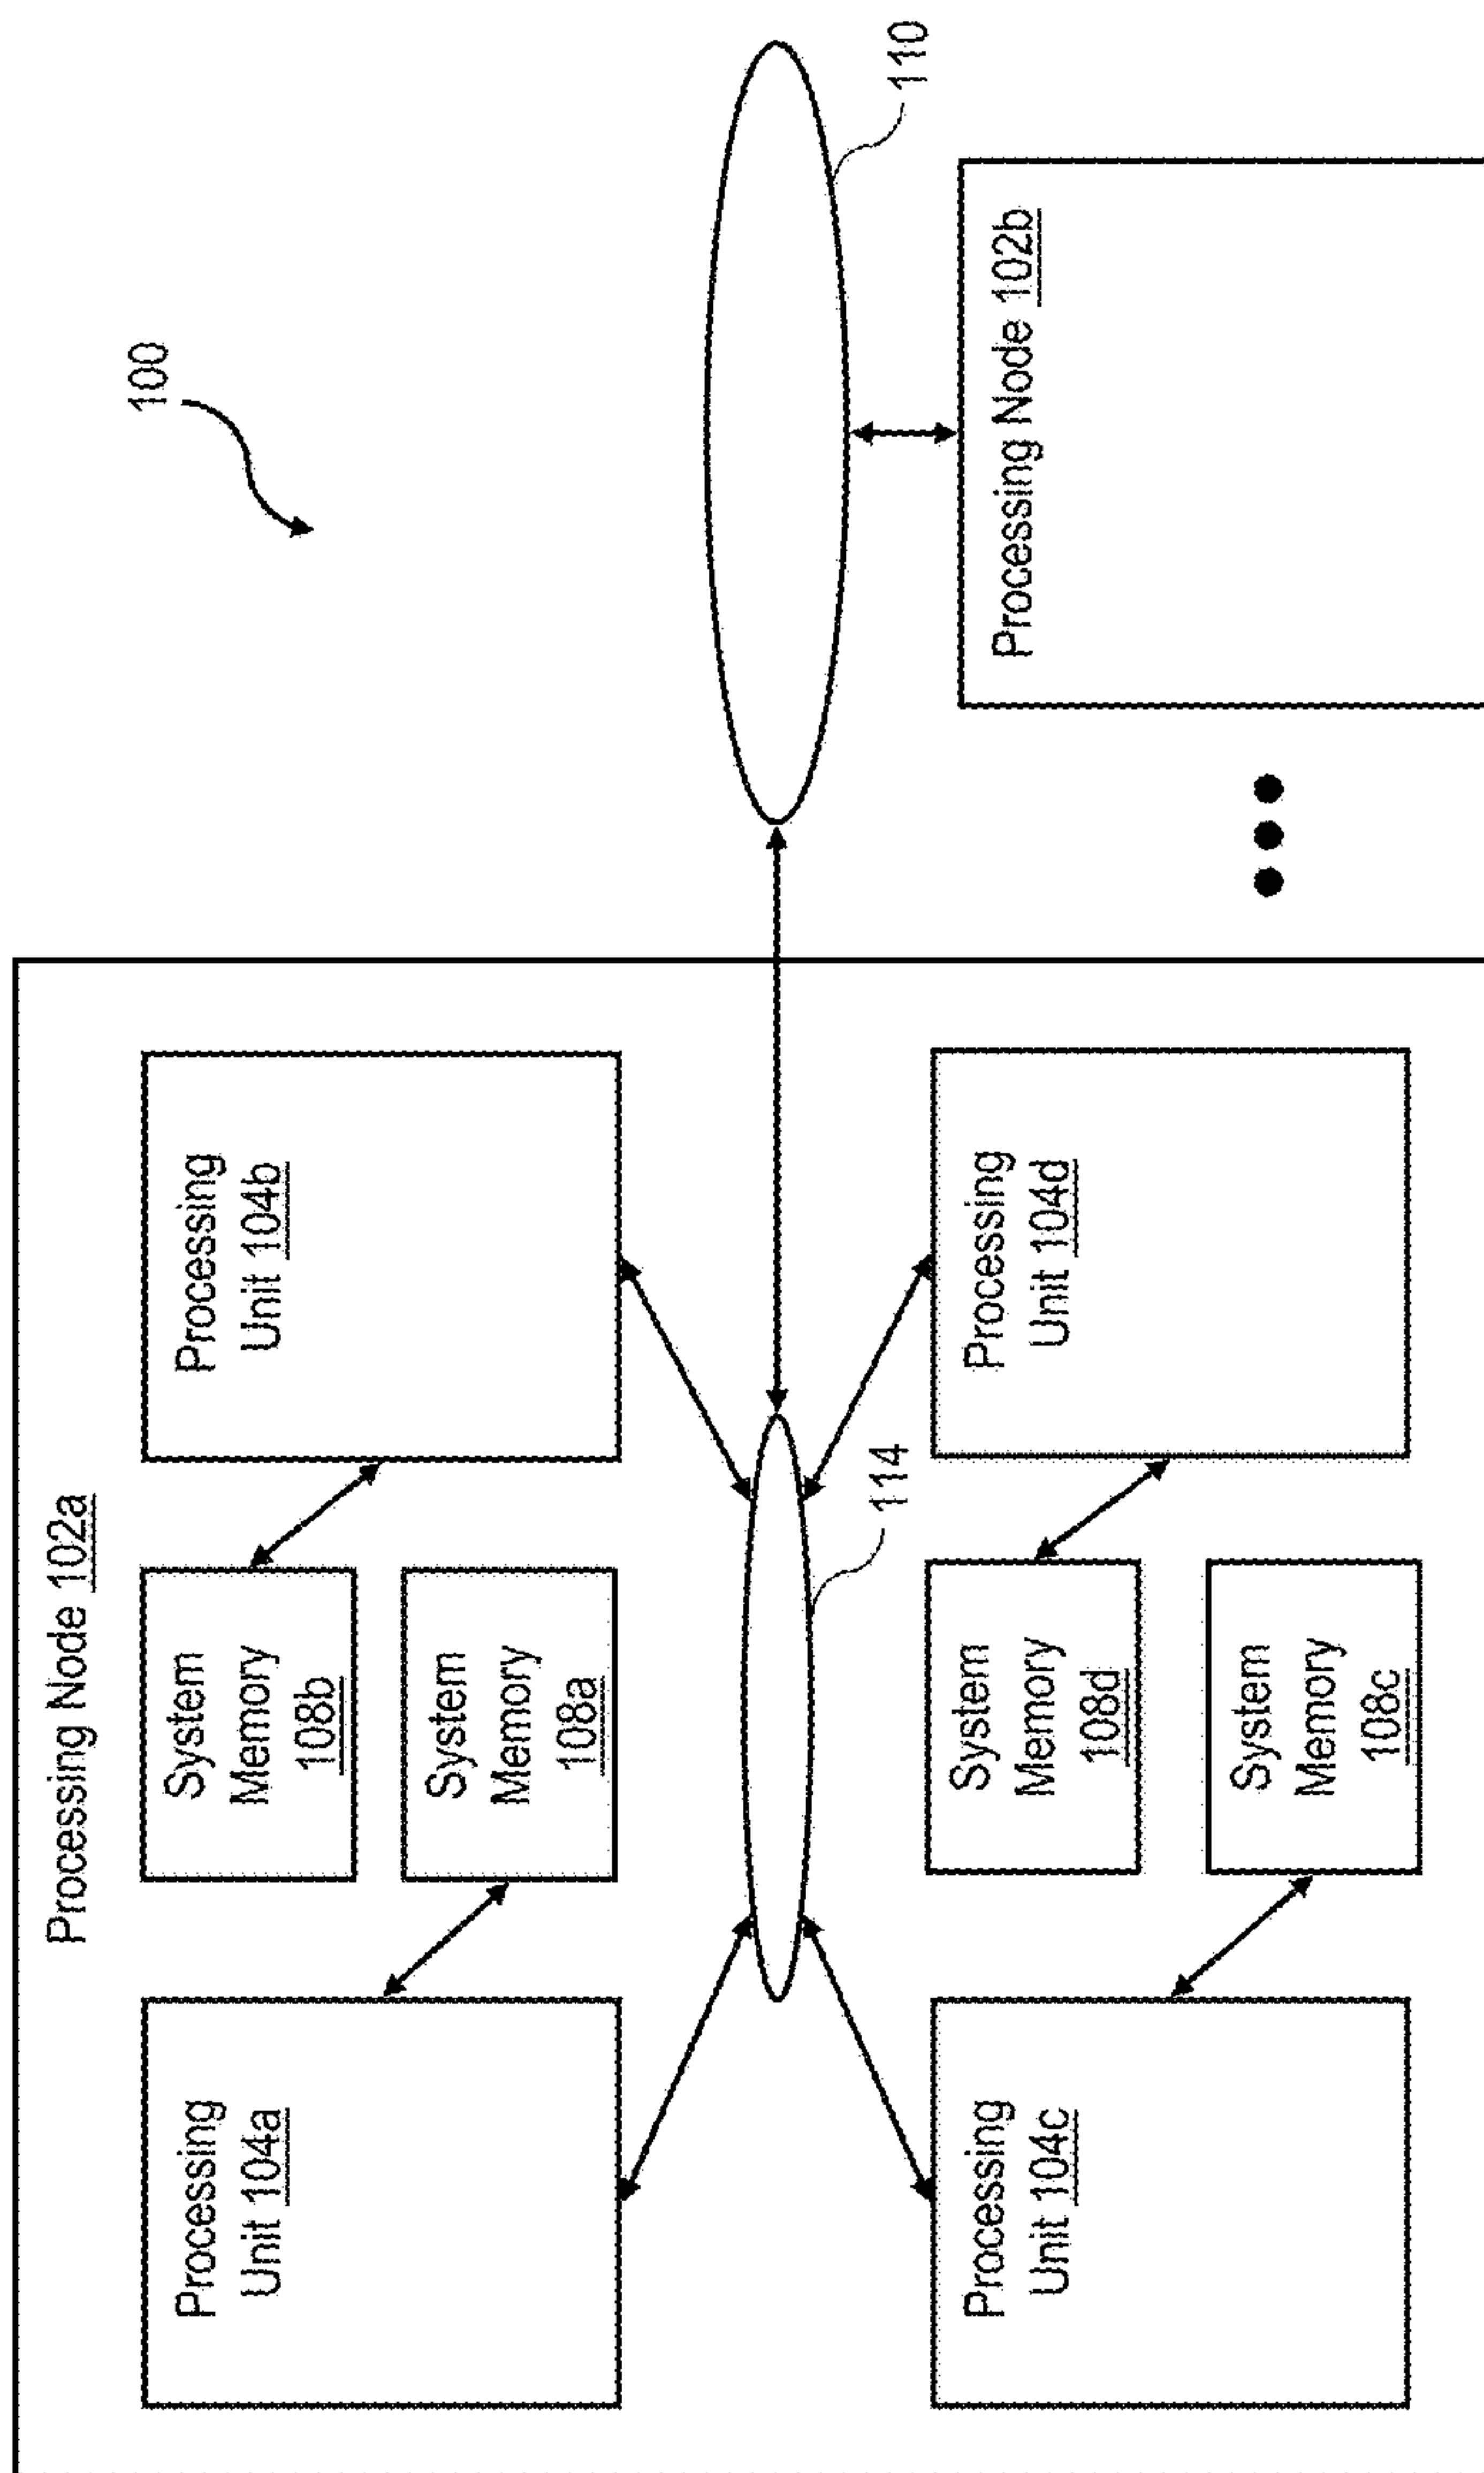 100
Processing Node 102a
Processing
Unit 104a
System
Memory
108b
System
Memory
108a
Processing
Unit 104b
114
110
Processing
Unit 104c
System
Memory
108d
System
Memory
108c
Processing
Unit 104d
Processing Node 102b